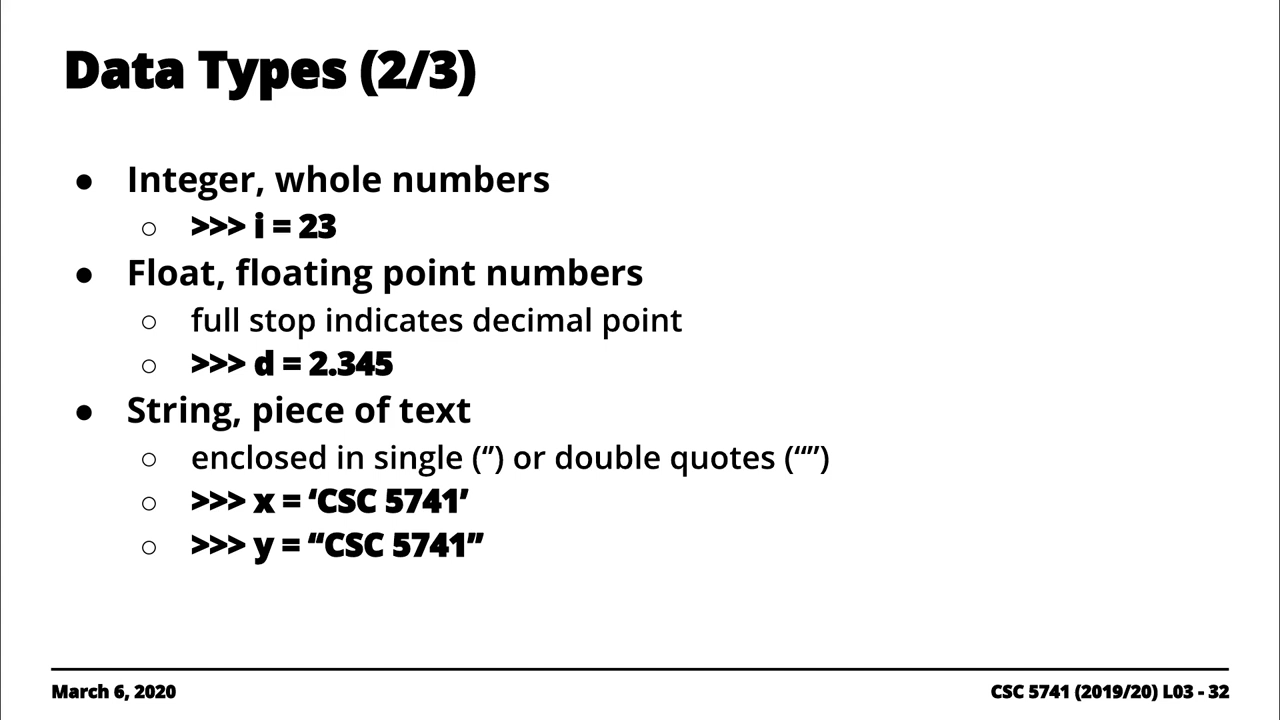 Data Types (2/3)
● Integer, whole numbers
○ >>> i = 23
● Float, floating point numbers
○ full stop indicates decimal point
○ >>> d = 2.345
● String, piece of text
○ enclosed in single (‘’) or double quotes (“”)
○ >>> x = ‘CSC 5741’
○ >>> y = “CSC 5741”
March 6, 2020
CSC 5741 (2019/20) L03 - 32